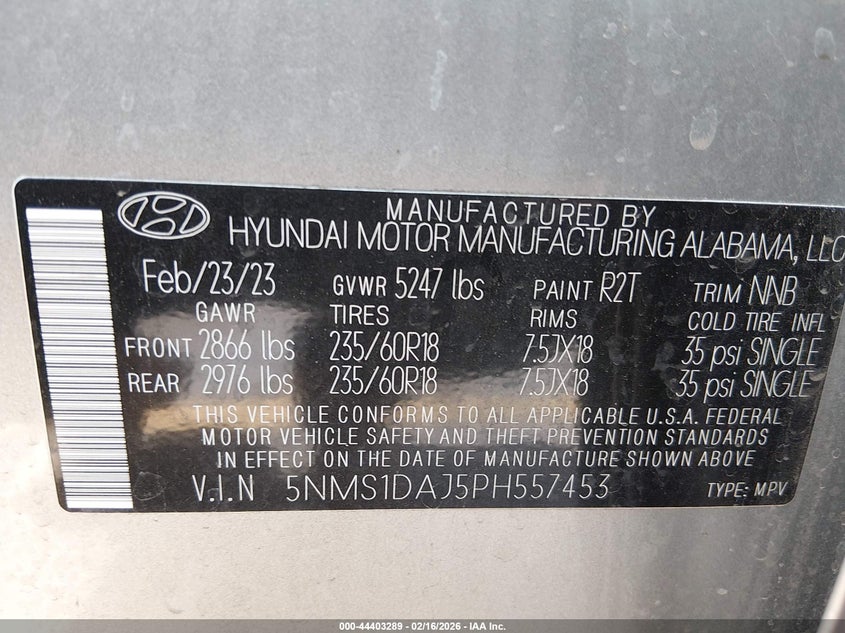 MANUFACTURED BY
HYUNDAI MOTOR MANUFACTURING ALABAMA, LLC
Feb/23/23 GVWR 5247 lbs PAINT R2T TRIM NNB
GAWR TIRES RIMS COLD TIRE INFL
FRONT 2866 lbs 235/60R18 7.5JX18 35 psi SINGLE
REAR 2976 lbs 235/60R18 7.5JX18 35 psi SINGLE
THIS VEHICLE CONFORMS TO ALL APPLICABLE U.S.A. FEDERAL
MOTOR VEHICLE SAFETY AND THEFT PREVENTION STANDARDS
IN EFFECT ON THE DATE OF MANUFACTURE SHOWN ABOVE.
V.I.N 5NMS1DAJ5PH557453 TYPE: MPV
000-44403289 - 02/16/2026 - IAA Inc.